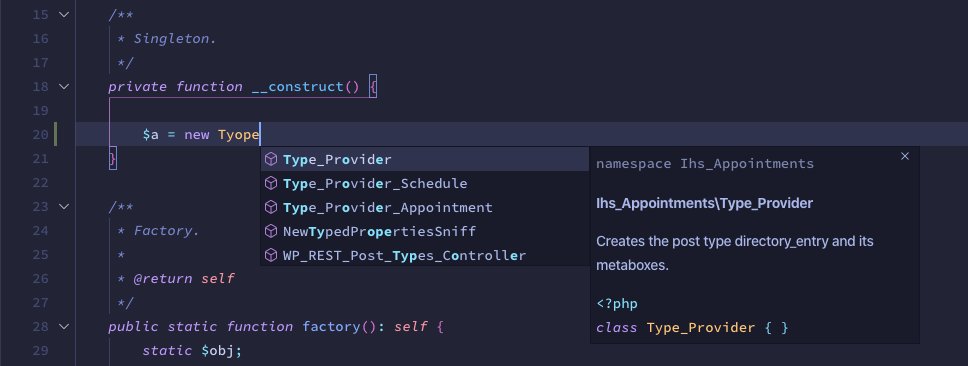 15 /**
16 * Singleton.
17 */
18 private function __construct() {
19
20 $a = new Tyope
21 }
22
23 /**
24 * Factory.
25 *
26 * @return self
27 */
28 public static function factory(): self {
29 static $obj;
Type_Provider
Type_Provider_Schedule
Type_Provider_Appointment
NewTypedPropertiesSniff
WP_REST_Post_Types_Controller
namespace Ihs_Appointments
Ihs_Appointments\Type_Provider
Creates the post type directory_entry and its
metaboxes.
<?php
class Type_Provider { }